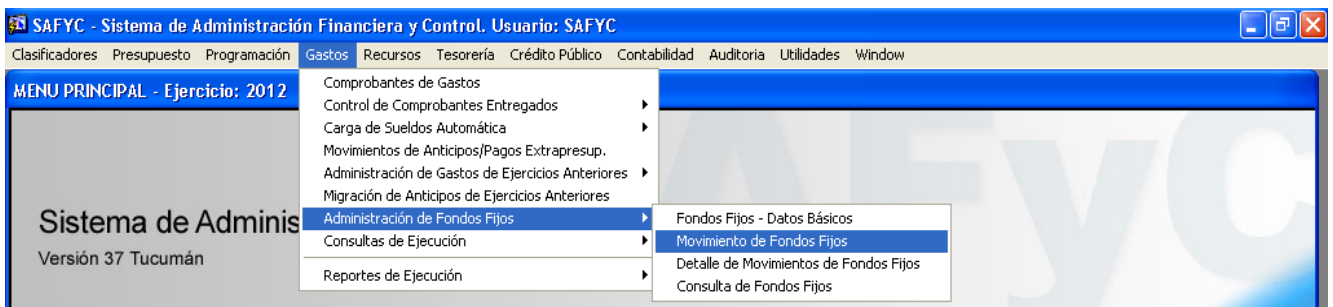 SAFYC - Sistema de Administración Financiera y Control. Usuario: SAFYC
Clasificadores Presupuesto Programación Gastos Recursos Tesorería Crédito Público Contabilidad Auditoria Utilidades Window
MENU PRINCIPAL - Ejercicio: 2012
Comprobantes de Gastos
Control de Comprobantes Entregados
Carga de Sueldos Automática
Movimientos de Anticipos/Pagos Extrapresup.
Administración de Gastos de Ejercicios Anteriores
Migración de Anticipos de Ejercicios Anteriores
Administración de Fondos Fijos
Consultas de Ejecución
Reportes de Ejecución
Fondos Fijos - Datos Básicos
Movimiento de Fondos Fijos
Detalle de Movimientos de Fondos Fijos
Consulta de Fondos Fijos
Sistema de Adminis
Versión 37 Tucumán
AFyC